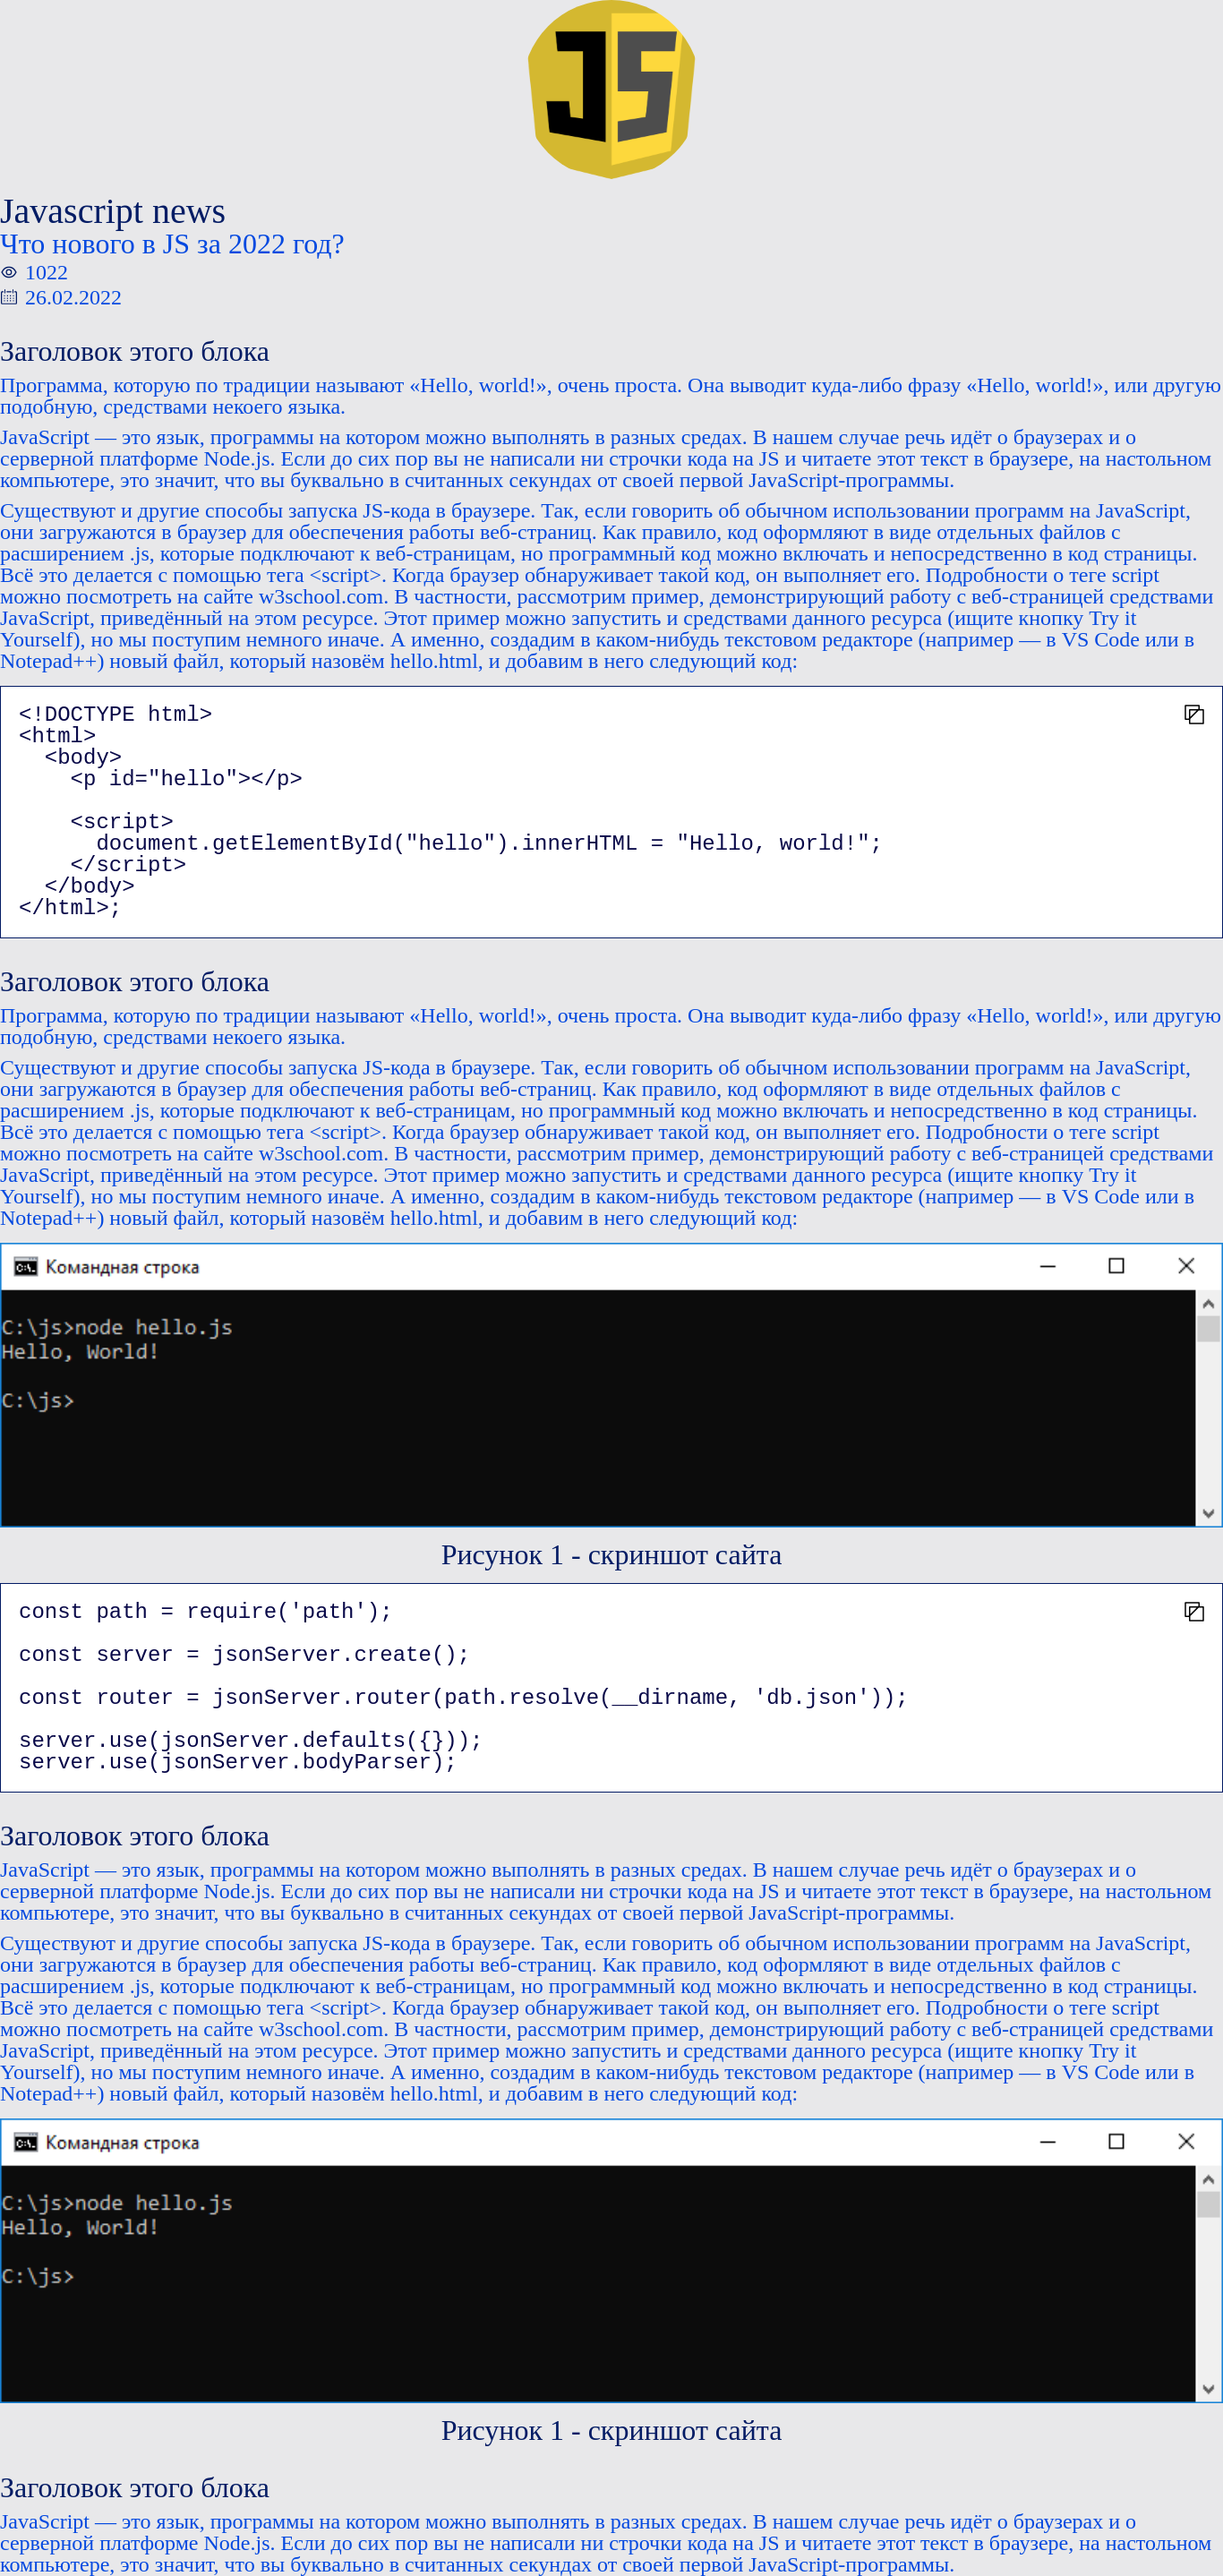 JS
Javascript news
Что нового в JS за 2022 год?
1022
26.02.2022
Заголовок этого блока
Программа, которую по традиции называют «Hello, world!», очень проста. Она выводит куда-либо фразу «Hello, world!», или другую
подобную, средствами некоего языка.
JavaScript — это язык, программы на котором можно выполнять в разных средах. В нашем случае речь идёт о браузерах и о
серверной платформе Node.js. Если до сих пор вы не написали ни строчки кода на JS и читаете этот текст в браузере, на настольном
компьютере, это значит, что вы буквально в считанных секундах от своей первой JavaScript-программы.
Существуют и другие способы запуска JS-кода в браузере. Так, если говорить об обычном использовании программ на JavaScript,
они загружаются в браузер для обеспечения работы веб-страниц. Как правило, код оформляют в виде отдельных файлов с
расширением .js, которые подключают к веб-страницам, но программный код можно включать и непосредственно в код страницы.
Всё это делается с помощью тега <script>. Когда браузер обнаруживает такой код, он выполняет его. Подробности о теге script
можно посмотреть на сайте w3school.com. В частности, рассмотрим пример, демонстрирующий работу с веб-страницей средствами
JavaScript, приведённый на этом ресурсе. Этот пример можно запустить и средствами данного ресурса (ищите кнопку Try it
Yourself), но мы поступим немного иначе. А именно, создадим в каком-нибудь текстовом редакторе (например — в VS Code или в
Notepad++) новый файл, который назовём hello.html, и добавим в него следующий код:
<!DOCTYPE html>
<html>
  <body>
    <p id="hello"></p>

    <script>
      document.getElementById("hello").innerHTML = "Hello, world!";
    </script>
  </body>
</html>;
Заголовок этого блока
Программа, которую по традиции называют «Hello, world!», очень проста. Она выводит куда-либо фразу «Hello, world!», или другую
подобную, средствами некоего языка.
Существуют и другие способы запуска JS-кода в браузере. Так, если говорить об обычном использовании программ на JavaScript,
они загружаются в браузер для обеспечения работы веб-страниц. Как правило, код оформляют в виде отдельных файлов с
расширением .js, которые подключают к веб-страницам, но программный код можно включать и непосредственно в код страницы.
Всё это делается с помощью тега <script>. Когда браузер обнаруживает такой код, он выполняет его. Подробности о теге script
можно посмотреть на сайте w3school.com. В частности, рассмотрим пример, демонстрирующий работу с веб-страницей средствами
JavaScript, приведённый на этом ресурсе. Этот пример можно запустить и средствами данного ресурса (ищите кнопку Try it
Yourself), но мы поступим немного иначе. А именно, создадим в каком-нибудь текстовом редакторе (например — в VS Code или в
Notepad++) новый файл, который назовём hello.html, и добавим в него следующий код:
Командная строка
C:\js>node hello.js
Hello, World!
C:\js>
Рисунок 1 - скриншот сайта
const path = require('path');

const server = jsonServer.create();

const router = jsonServer.router(path.resolve(__dirname, 'db.json'));

server.use(jsonServer.defaults({}));
server.use(jsonServer.bodyParser);
Заголовок этого блока
JavaScript — это язык, программы на котором можно выполнять в разных средах. В нашем случае речь идёт о браузерах и о
серверной платформе Node.js. Если до сих пор вы не написали ни строчки кода на JS и читаете этот текст в браузере, на настольном
компьютере, это значит, что вы буквально в считанных секундах от своей первой JavaScript-программы.
Существуют и другие способы запуска JS-кода в браузере. Так, если говорить об обычном использовании программ на JavaScript,
они загружаются в браузер для обеспечения работы веб-страниц. Как правило, код оформляют в виде отдельных файлов с
расширением .js, которые подключают к веб-страницам, но программный код можно включать и непосредственно в код страницы.
Всё это делается с помощью тега <script>. Когда браузер обнаруживает такой код, он выполняет его. Подробности о теге script
можно посмотреть на сайте w3school.com. В частности, рассмотрим пример, демонстрирующий работу с веб-страницей средствами
JavaScript, приведённый на этом ресурсе. Этот пример можно запустить и средствами данного ресурса (ищите кнопку Try it
Yourself), но мы поступим немного иначе. А именно, создадим в каком-нибудь текстовом редакторе (например — в VS Code или в
Notepad++) новый файл, который назовём hello.html, и добавим в него следующий код:
Командная строка
C:\js>node hello.js
Hello, World!
C:\js>
Рисунок 1 - скриншот сайта
Заголовок этого блока
JavaScript — это язык, программы на котором можно выполнять в разных средах. В нашем случае речь идёт о браузерах и о
серверной платформе Node.js. Если до сих пор вы не написали ни строчки кода на JS и читаете этот текст в браузере, на настольном
компьютере, это значит, что вы буквально в считанных секундах от своей первой JavaScript-программы.